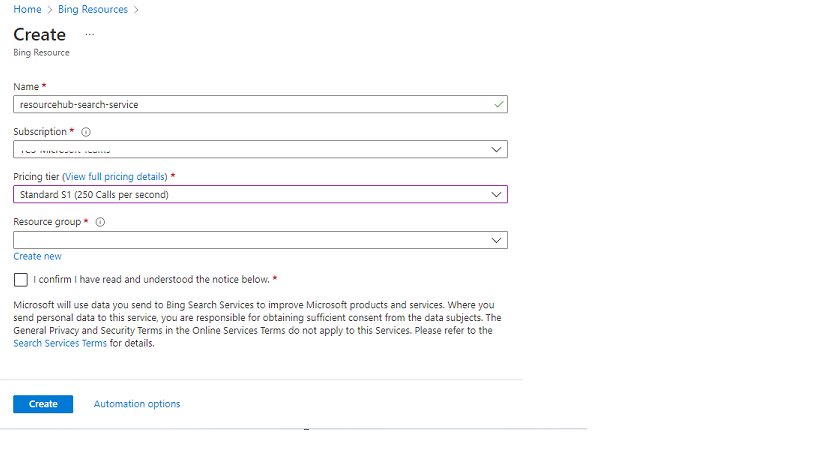 Home > Bing Resources >
Create ...
Bing Resource
Name *
resourcehub-search-service
Subscription *
Pricing tier (View full pricing details) *
Standard S1 (250 Calls per second)
Resource group *
Create new
I confirm I have read and understood the notice below. *
Microsoft will use data you send to Bing Search Services to improve Microsoft products and services. Where you
send personal data to this service, you are responsible for obtaining sufficient consent from the data subjects. The
General Privacy and Security Terms in the Online Services Terms do not apply to this Services. Please refer to the
Search Services Terms for details.
Create Automation options